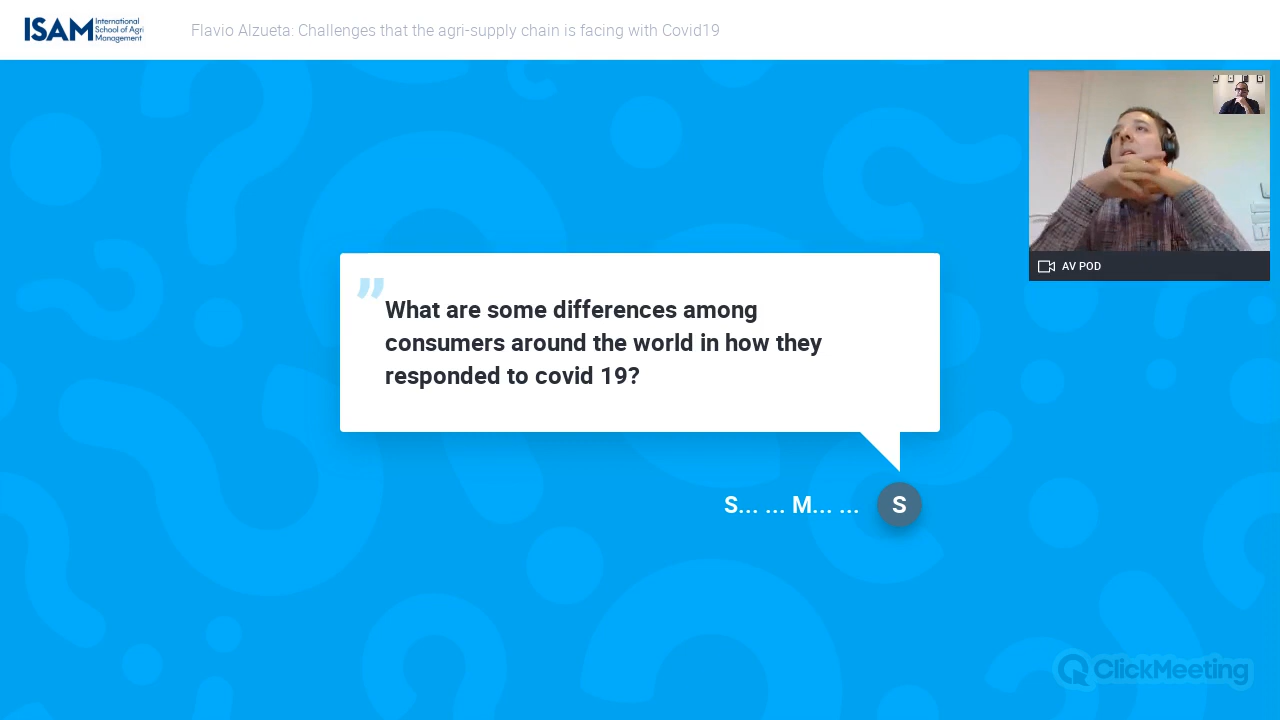 ISAM International
School of Agri
Management
Flavio Alzueta: Challenges that the agri-supply chain is facing with Covid19
AV POD
" What are some differences among
consumers around the world in how they
responded to covid 19?
S... ... M... ... S
ClickMeeting